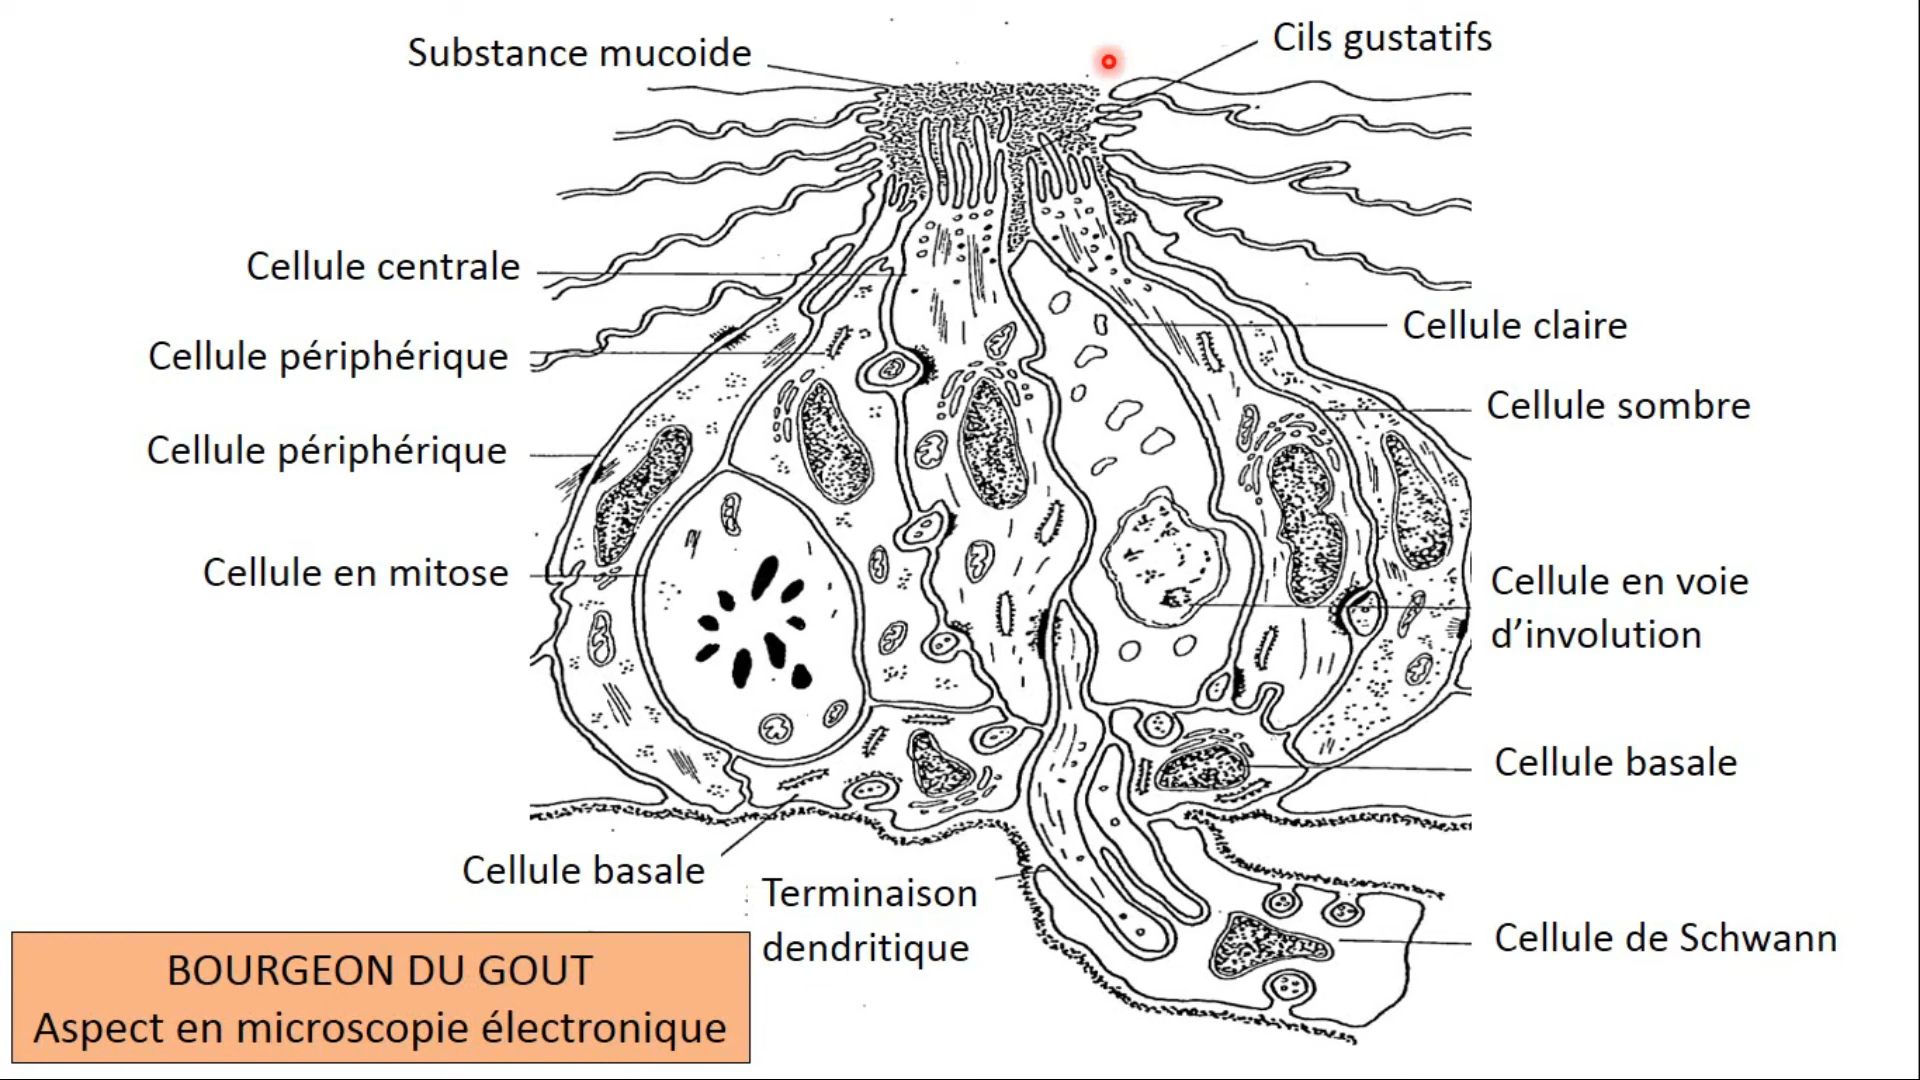 Substance mucoide
Cils gustatifs
Cellule centrale
Cellule périphérique
Cellule périphérique
Cellule en mitose
Cellule claire
Cellule sombre
Cellule en voie
d’involution
Cellule basale
Cellule basale
Terminaison
dendritique
Cellule de Schwann
BOURGEON DU GOUT
Aspect en microscopie électronique